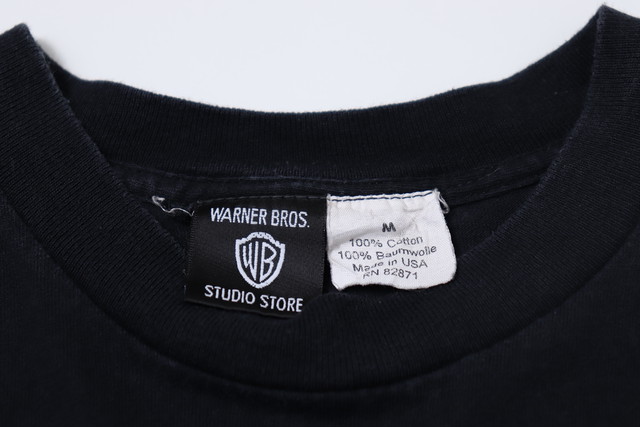 WARNER BROS.
WB
STUDIO STORE
M
100% Cotton
100% Baumwolle
Made in USA
RN 82871